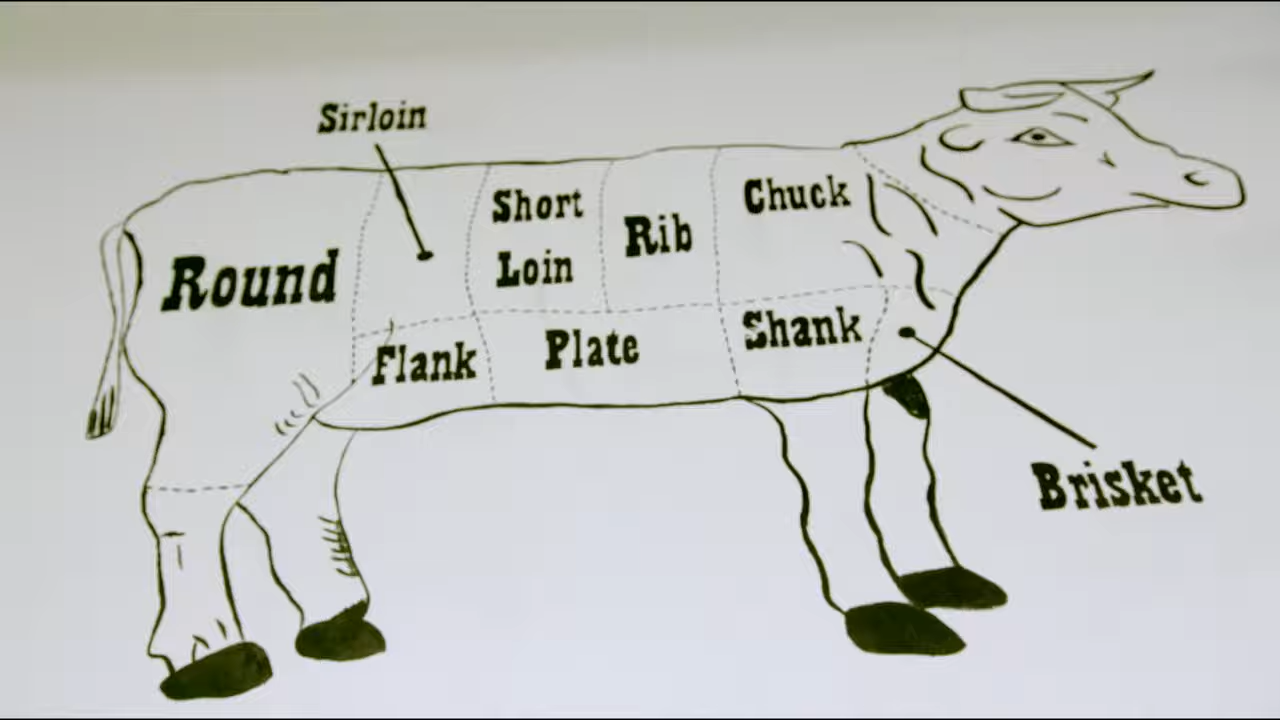 Sirloin
Short
Loin
Rib
Chuck
Round
Flank
Plate
Shank
Brisket